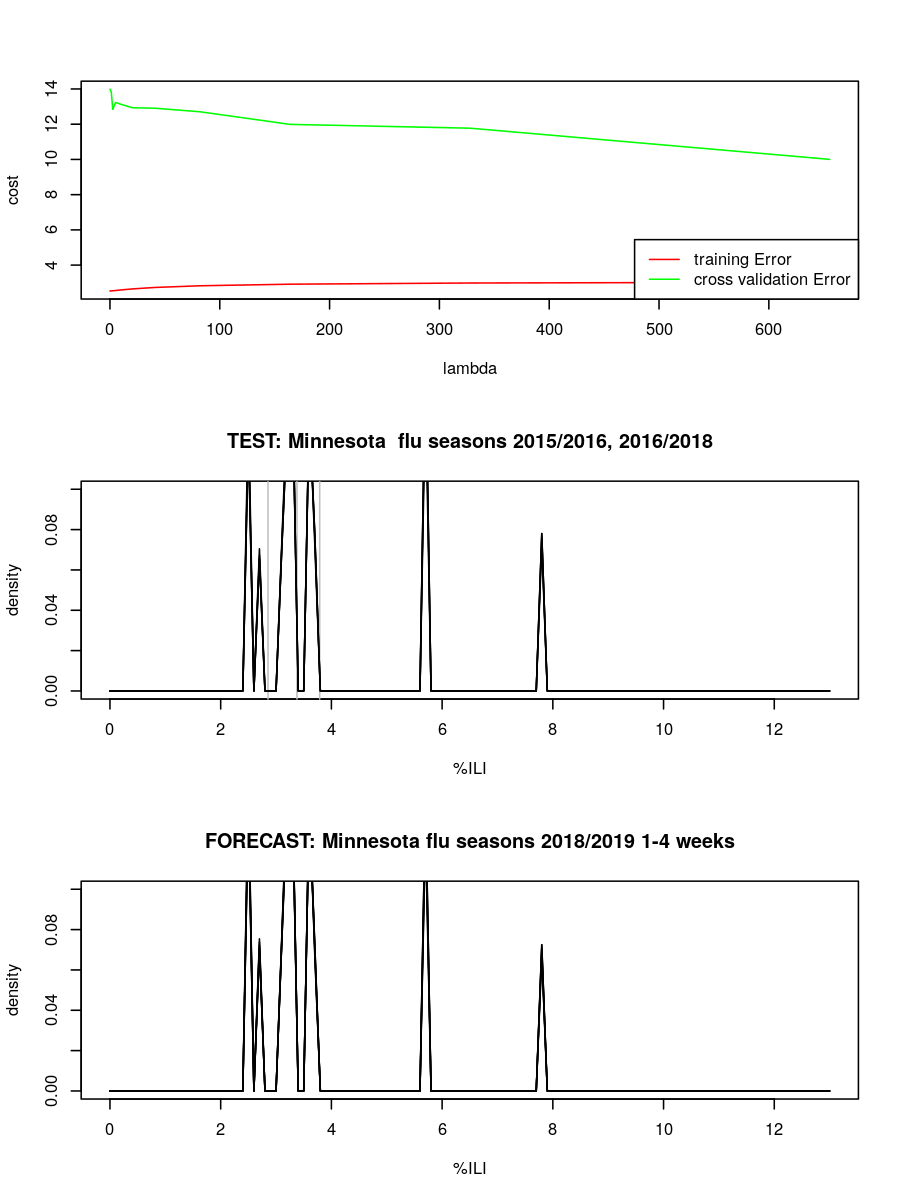 14
12
10
8
6
4
cost
training Error
cross validation Error
0 100 200 300 400 500 600
lambda
TEST: Minnesota  flu seasons 2015/2016, 2016/2018
0.08
0.04
0.00
density
0 2 4 6 8 10 12
%ILI
FORECAST: Minnesota flu seasons 2018/2019 1-4 weeks
0.08
0.04
0.00
density
0 2 4 6 8 10 12
%ILI